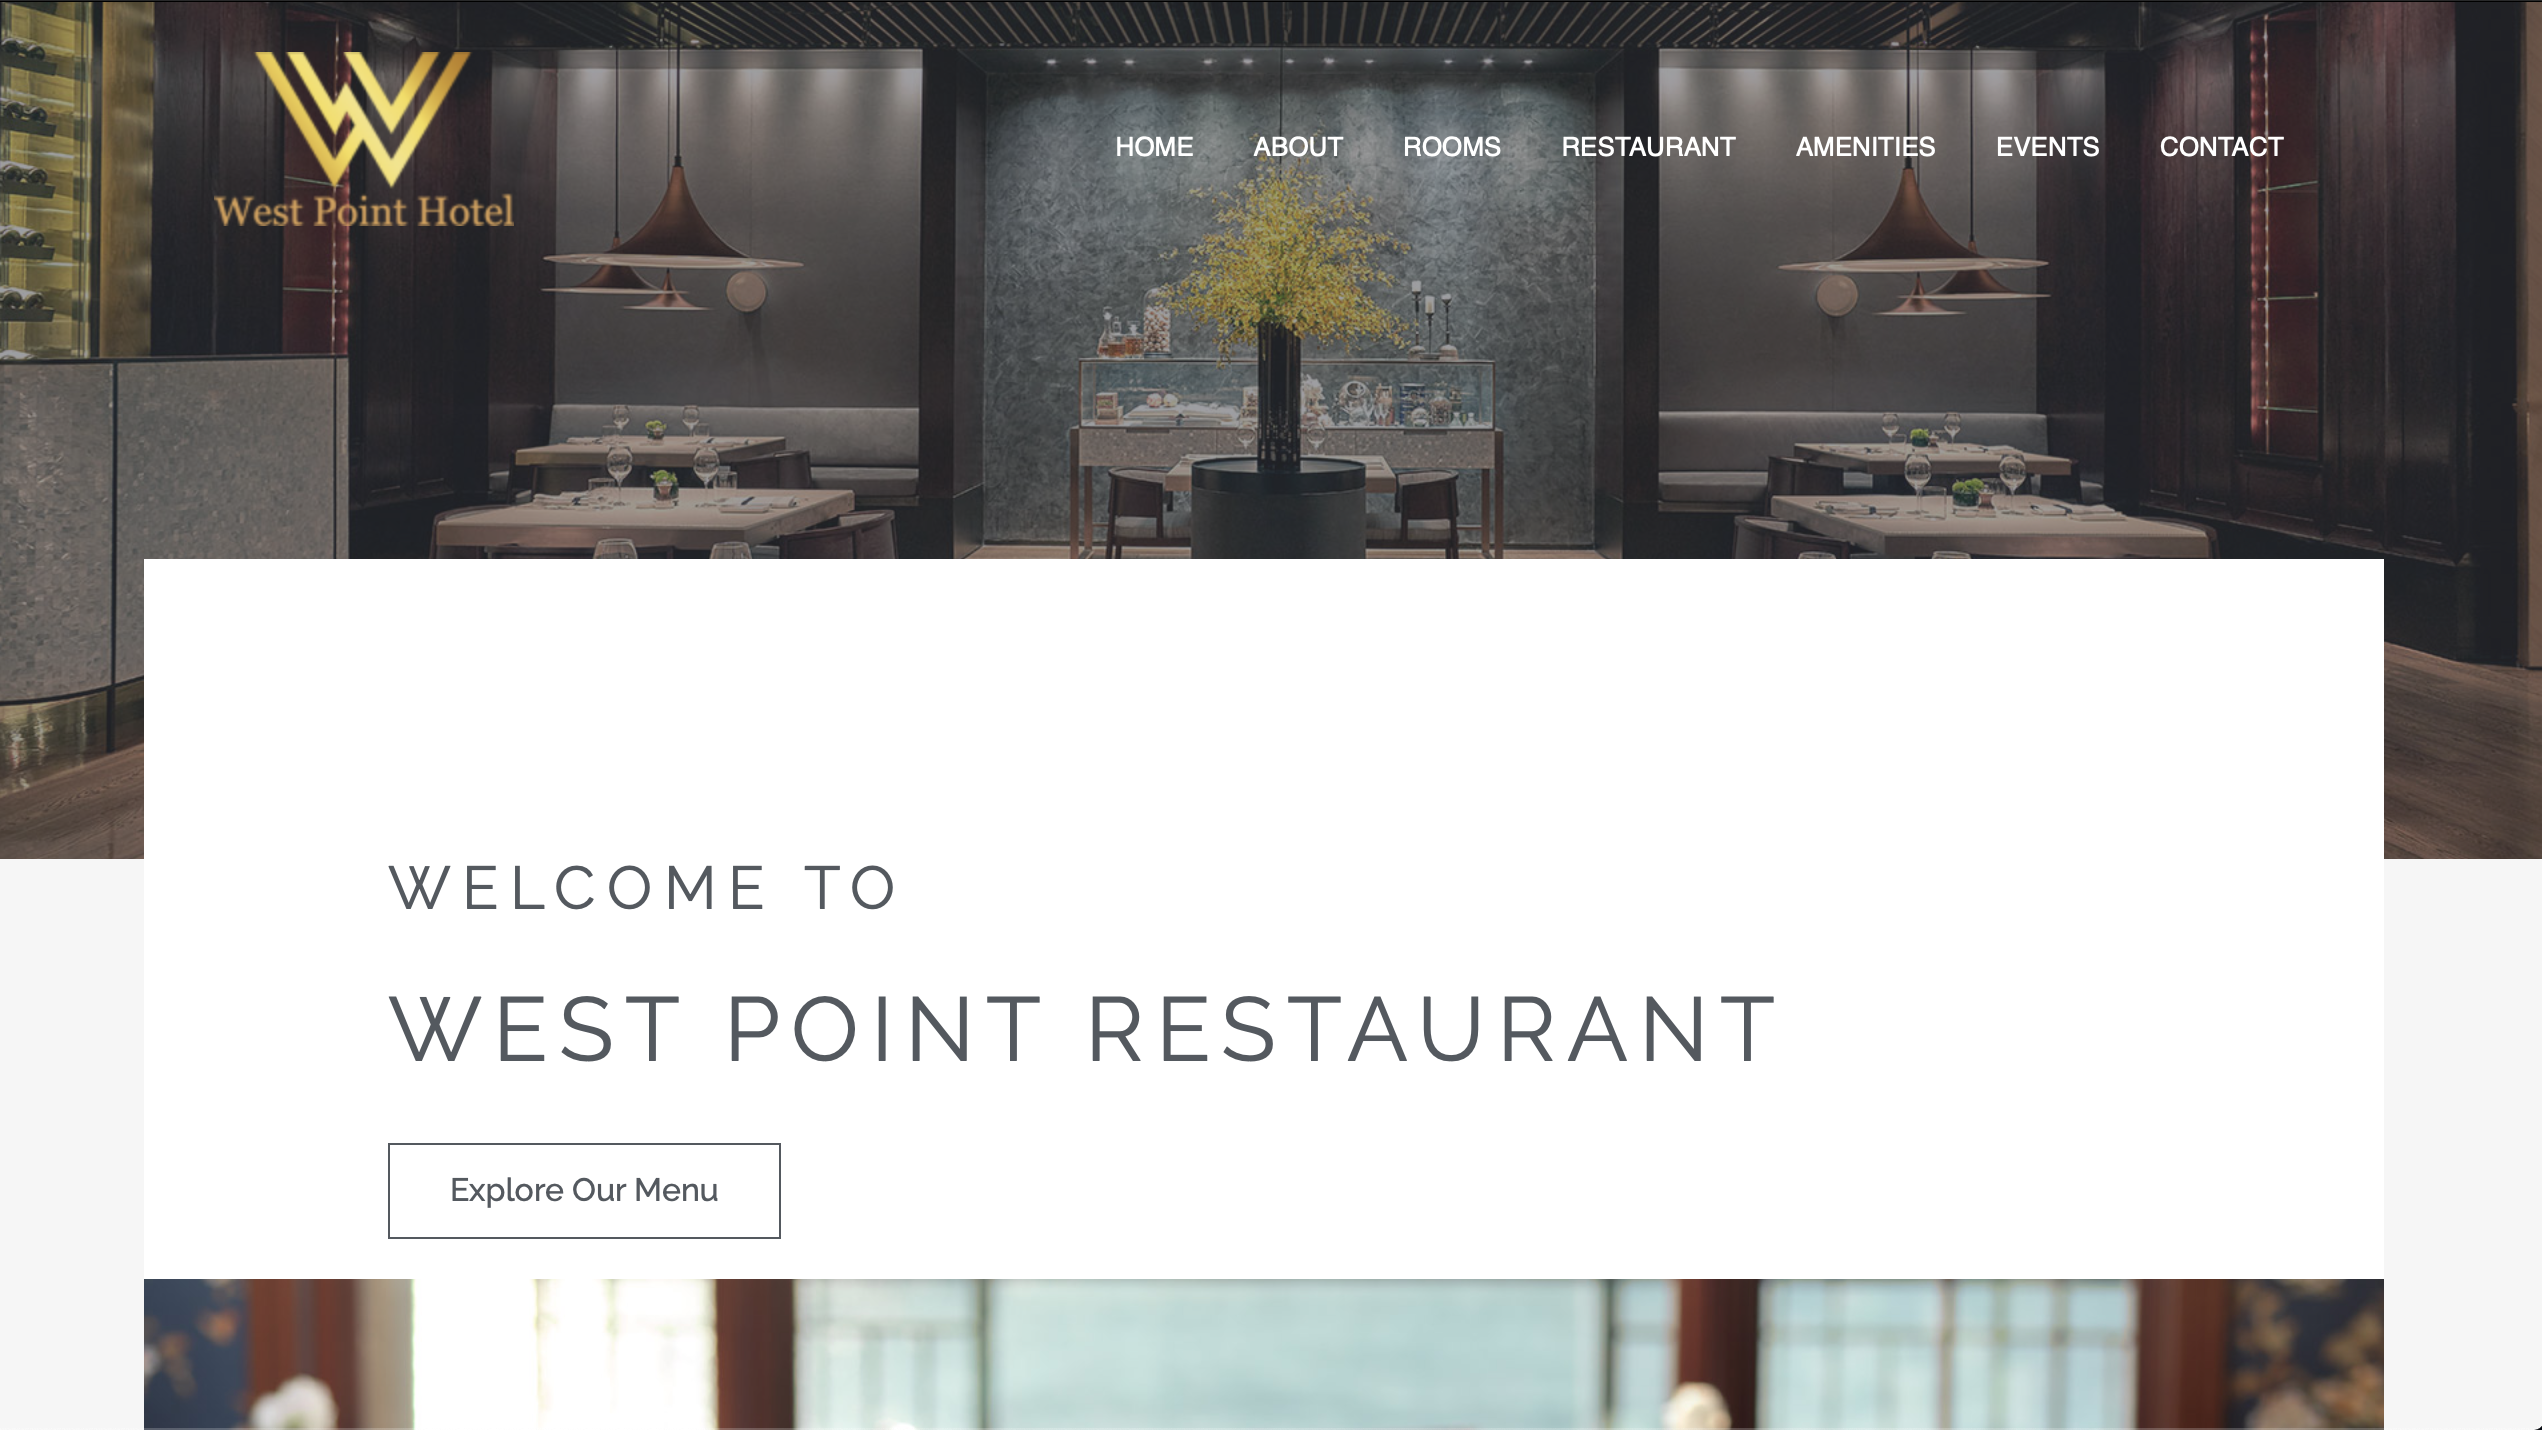 West Point Hotel
HOME ABOUT ROOMS RESTAURANT AMENITIES EVENTS CONTACT
WELCOME TO
WEST POINT RESTAURANT
Explore Our Menu